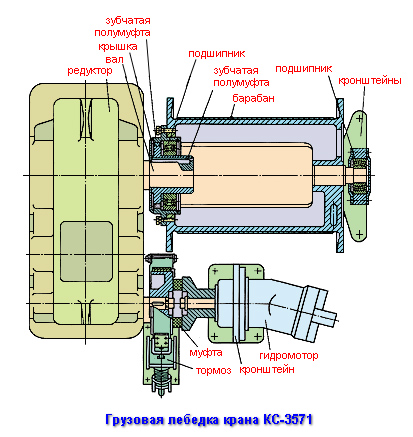 зубчатая
полумуфта
крышка
вал
редуктор
подшипник
зубчатая
полумуфта
барабан
подшипник
кронштейны
муфта
тормоз
гидромотор
кронштейн
Грузовая лебедка крана КС-3571